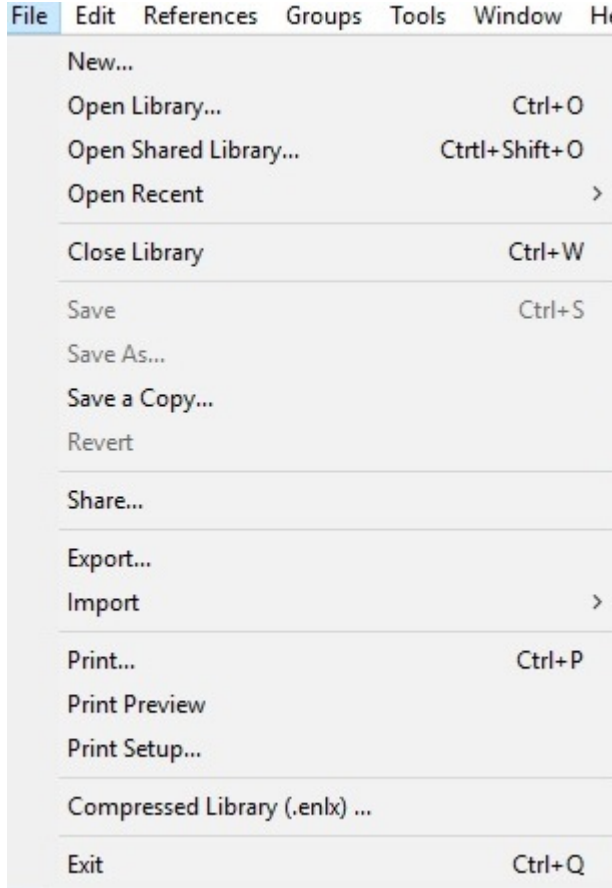 File Edit References Groups Tools Window He
New...
Open Library... Ctrl+O
Open Shared Library... Ctrtl+Shift+O
Open Recent >
Close Library Ctrl+W
Save Ctrl+S
Save As...
Save a Copy...
Revert
Share...
Export...
Import >
Print... Ctrl+P
Print Preview
Print Setup...
Compressed Library (.enlx) ...
Exit Ctrl+Q